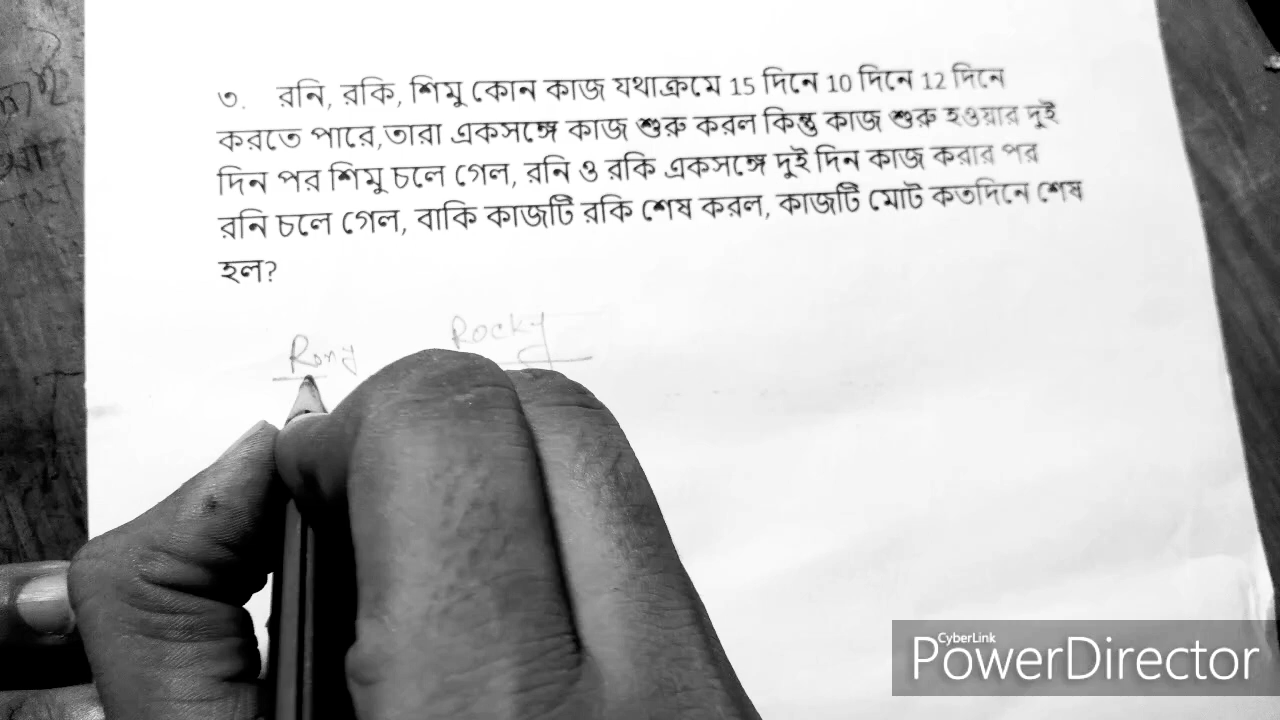 ৩. রনি, রকি, শিমু কোন কাজ যথাক্রমে 15 দিনে 10 দিনে 12 দিনে
করতে পারে,তারা একসঙ্গে কাজ শুরু করল কিন্তু কাজ শুরু হওয়ার দুই
দিন পর শিমু চলে গেল, রনি ও রকি একসঙ্গে দুই দিন কাজ করার পর
রনি চলে গেল, বাকি কাজটি রকি শেষ করল, কাজটি মোট কতদিনে শেষ
হল?
Rony Rocky
CyberLink
PowerDirector